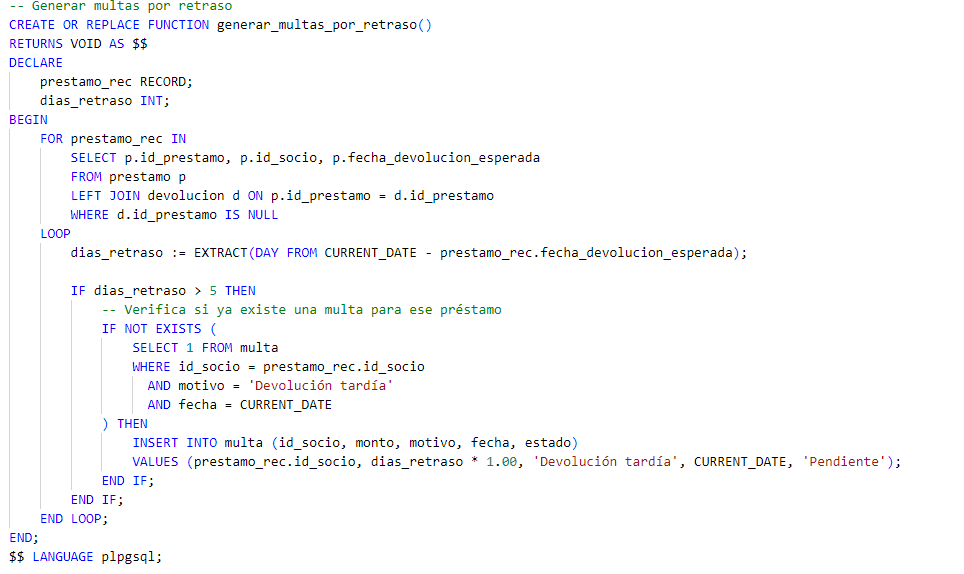 -- Generar multas por retraso
CREATE OR REPLACE FUNCTION generar_multas_por_retraso()
RETURNS VOID AS $$
DECLARE
    prestamo_rec RECORD;
    dias_retraso INT;
BEGIN
    FOR prestamo_rec IN
        SELECT p.id_prestamo, p.id_socio, p.fecha_devolucion_esperada
        FROM prestamo p
        LEFT JOIN devolucion d ON p.id_prestamo = d.id_prestamo
        WHERE d.id_prestamo IS NULL
    LOOP
        dias_retraso := EXTRACT(DAY FROM CURRENT_DATE - prestamo_rec.fecha_devolucion_esperada);

        IF dias_retraso > 5 THEN
            -- Verifica si ya existe una multa para ese préstamo
            IF NOT EXISTS (
                SELECT 1 FROM multa
                WHERE id_socio = prestamo_rec.id_socio
                  AND motivo = 'Devolución tardía'
                  AND fecha = CURRENT_DATE
            ) THEN
                INSERT INTO multa (id_socio, monto, motivo, fecha, estado)
                VALUES (prestamo_rec.id_socio, dias_retraso * 1.00, 'Devolución tardía', CURRENT_DATE, 'Pendiente');
            END IF;
        END IF;
    END LOOP;
END;
$$ LANGUAGE plpgsql;